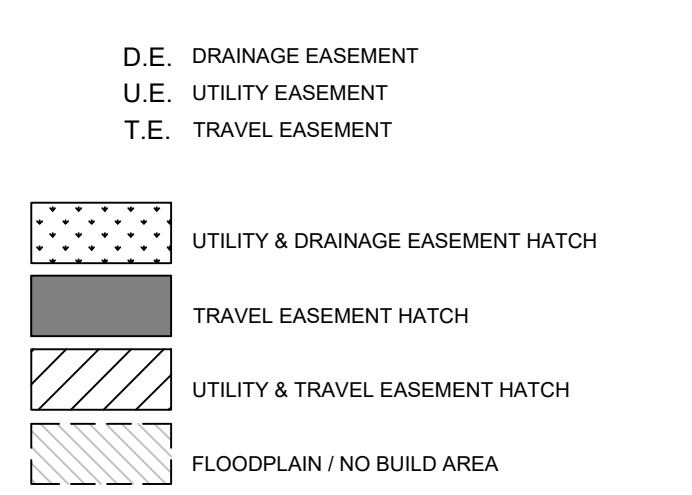 D.E. DRAINAGE EASEMENT
U.E. UTILITY EASEMENT
T.E. TRAVEL EASEMENT
UTILITY & DRAINAGE EASEMENT HATCH
TRAVEL EASEMENT HATCH
UTILITY & TRAVEL EASEMENT HATCH
FLOODPLAIN / NO BUILD AREA